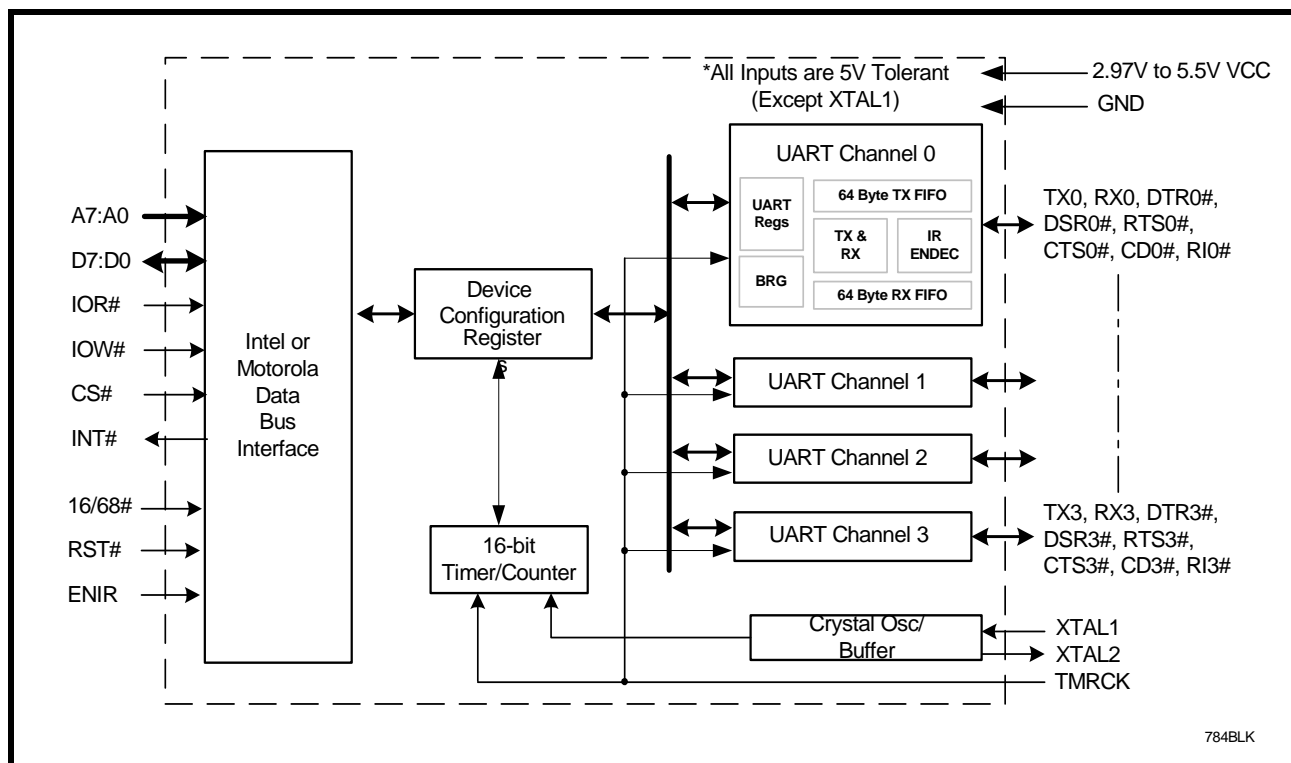 *All Inputs are 5V Tolerant
(Except XTAL1)
2.97V to 5.5V VCC
GND
A7:A0
D7:D0
IOR#
IOW#
CS#
INT#
16/68#
RST#
ENIR
Intel or
Motorola
Data
Bus
Interface
Device
Configuration
Register
s
16-bit
Timer/Counter
UART Channel 0
UART
Regs
BRG
64 Byte TX FIFO
TX &
RX
IR
ENDEC
64 Byte RX FIFO
UART Channel 1
UART Channel 2
UART Channel 3
Crystal Osc/
Buffer
TX0, RX0, DTR0#,
DSR0#, RTS0#,
CTS0#, CD0#, RI0#
TX3, RX3, DTR3#,
DSR3#, RTS3#,
CTS3#, CD3#, RI3#
XTAL1
XTAL2
TMRCK
784BLK